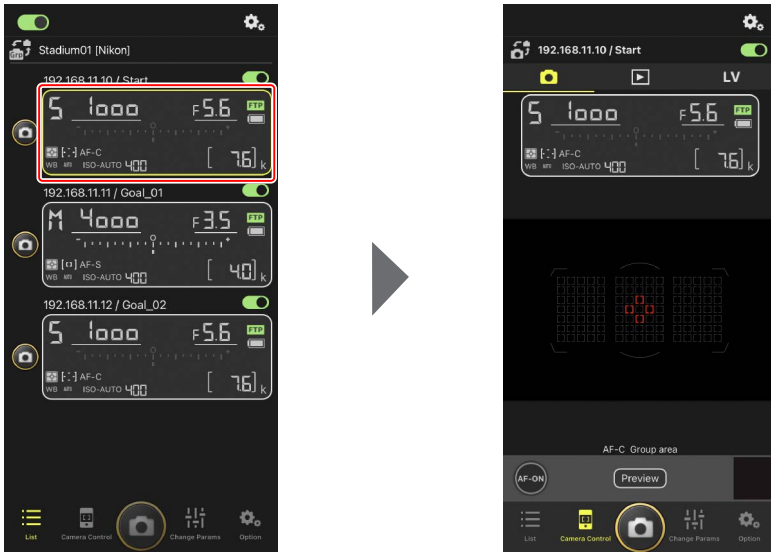 Stadium01 [Nikon]
192.168.11.10 / Start
S 1000 F5.6 FTP
AF-C
WB AUTO ISO-AUTO 400 [ 7.6] k
192.168.11.11 / Goal_01
M 4000 F3.5 FTP
AF-S
WB AUTO ISO-AUTO 400 [ 4.0] k
192.168.11.12 / Goal_02
S 1000 F5.6 FTP
AF-C
WB AUTO ISO-AUTO 400 [ 7.6] k
List Camera Control Change Params Option
192.168.11.10 / Start
LV
S 1000 F5.6 FTP
AF-C
WB AUTO ISO-AUTO 400 [ 7.6] k
AF-C Group area
AF-ON Preview
List Camera Control Change Params Option